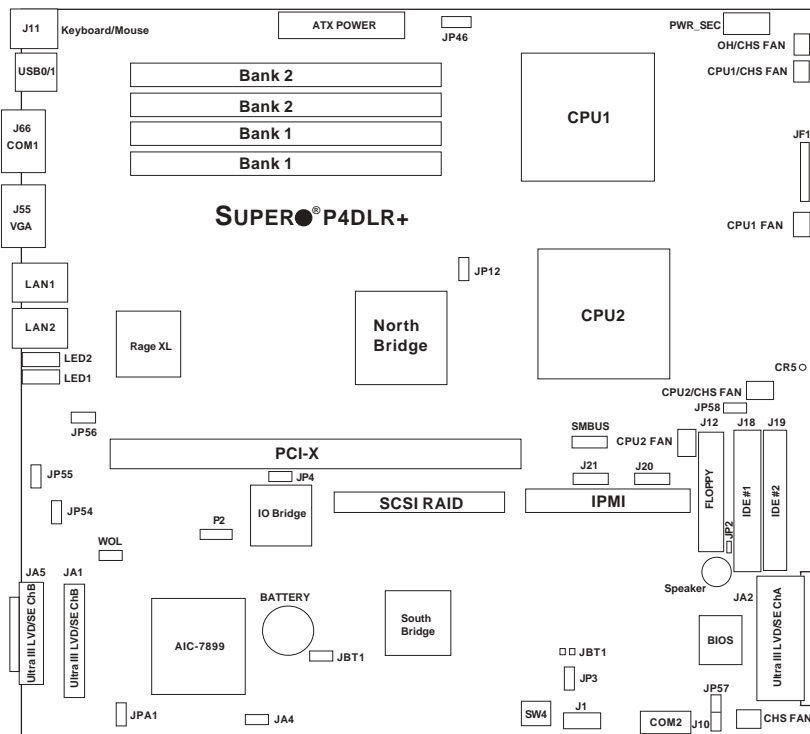 J11
Keyboard/Mouse
ATX POWER
JP46
PWR_SEC
OH/CHS FAN
USB0/1
CPU1/CHS FAN
Bank 2
Bank 2
Bank 1
Bank 1
CPU1
J66
COM1
JF1
J55
VGA
SUPER® P4DLR+
CPU1 FAN
LAN1
JP12
LAN2
Rage XL
North
Bridge
CPU2
LED2
LED1
CR5
CPU2/CHS FAN
JP58
JP56
SMBUS
CPU2 FAN
J12
J18
J19
PCI-X
JP55
JP4
J21
J20
FLOPPY
IDE #1
IDE #2
JP54
IO Bridge
SCSI RAID
IPMI
P2
JP2
WOL
JA5
JA1
Speaker
JA2
Ultra III LVD/SE ChB
Ultra III LVD/SE ChB
BATTERY
AIC-7899
South
Bridge
BIOS
Ultra III LVD/SE ChA
JBT1
JBT1
JP3
JPA1
JA4
SW4
J1
COM2
JP57
J10
CHS FAN